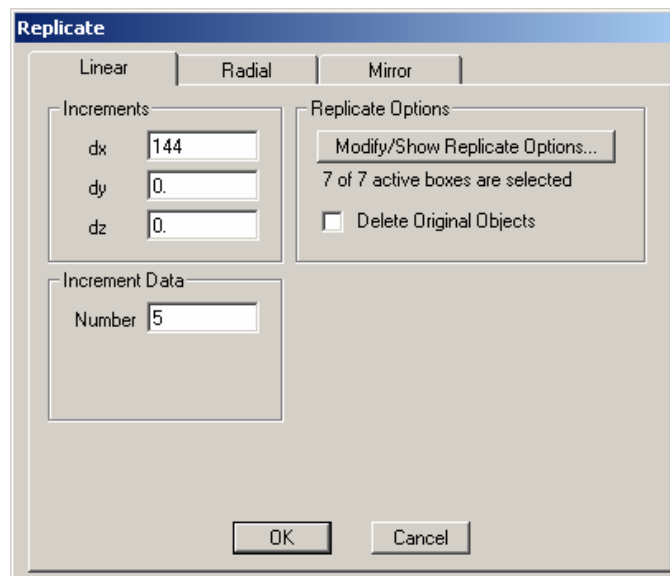 Replicate
Linear
Radial
Mirror
Increments
dx 144
dy 0.
dz 0.
Replicate Options
Modify/Show Replicate Options...
7 of 7 active boxes are selected
Delete Original Objects
Increment Data
Number 5
OK
Cancel